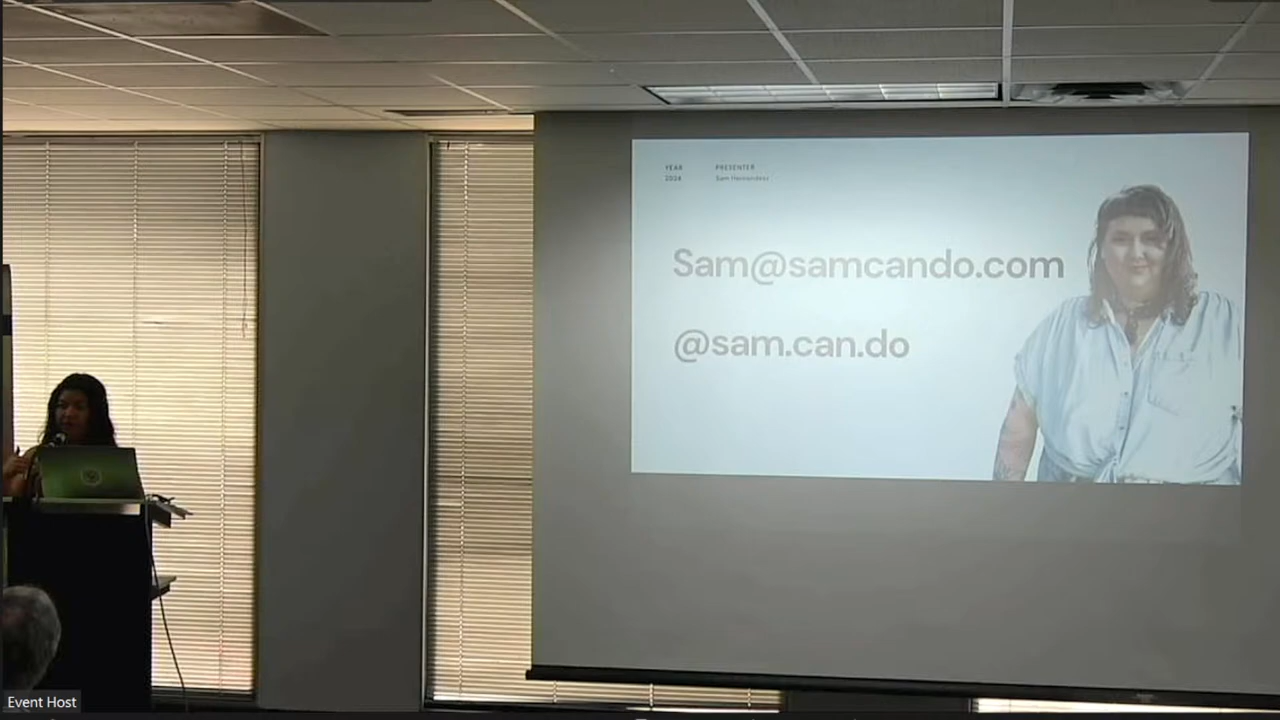 YEAR
2024
PRESENTER
Sam Hernandez
Sam@samcando.com
@sam.can.do
Event Host